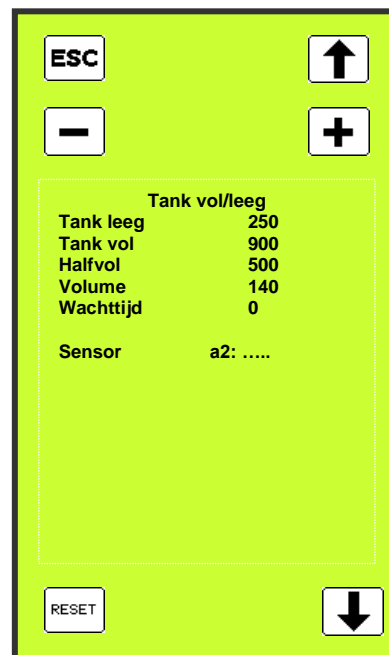 ESC
Tank vol/leeg
Tank leeg 250
Tank vol 900
Halfvol 500
Volume 140
Wachttijd 0
Sensor a2: .....
RESET